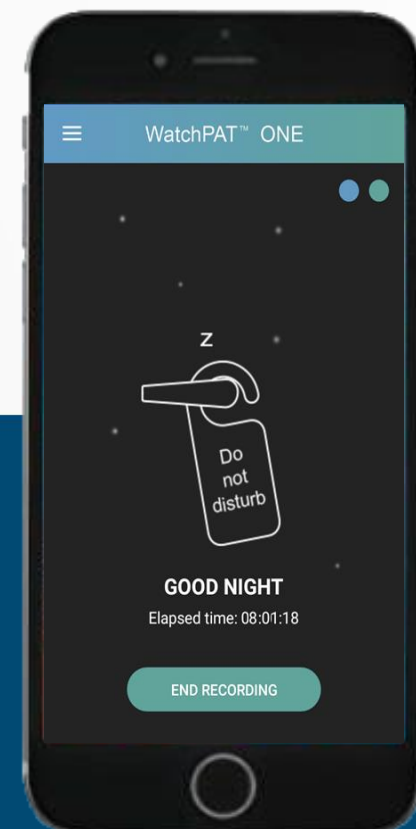 WatchPAT™ ONE
Z
Do
not
disturb
GOOD NIGHT
Elapsed time: 08:01:18
END RECORDING